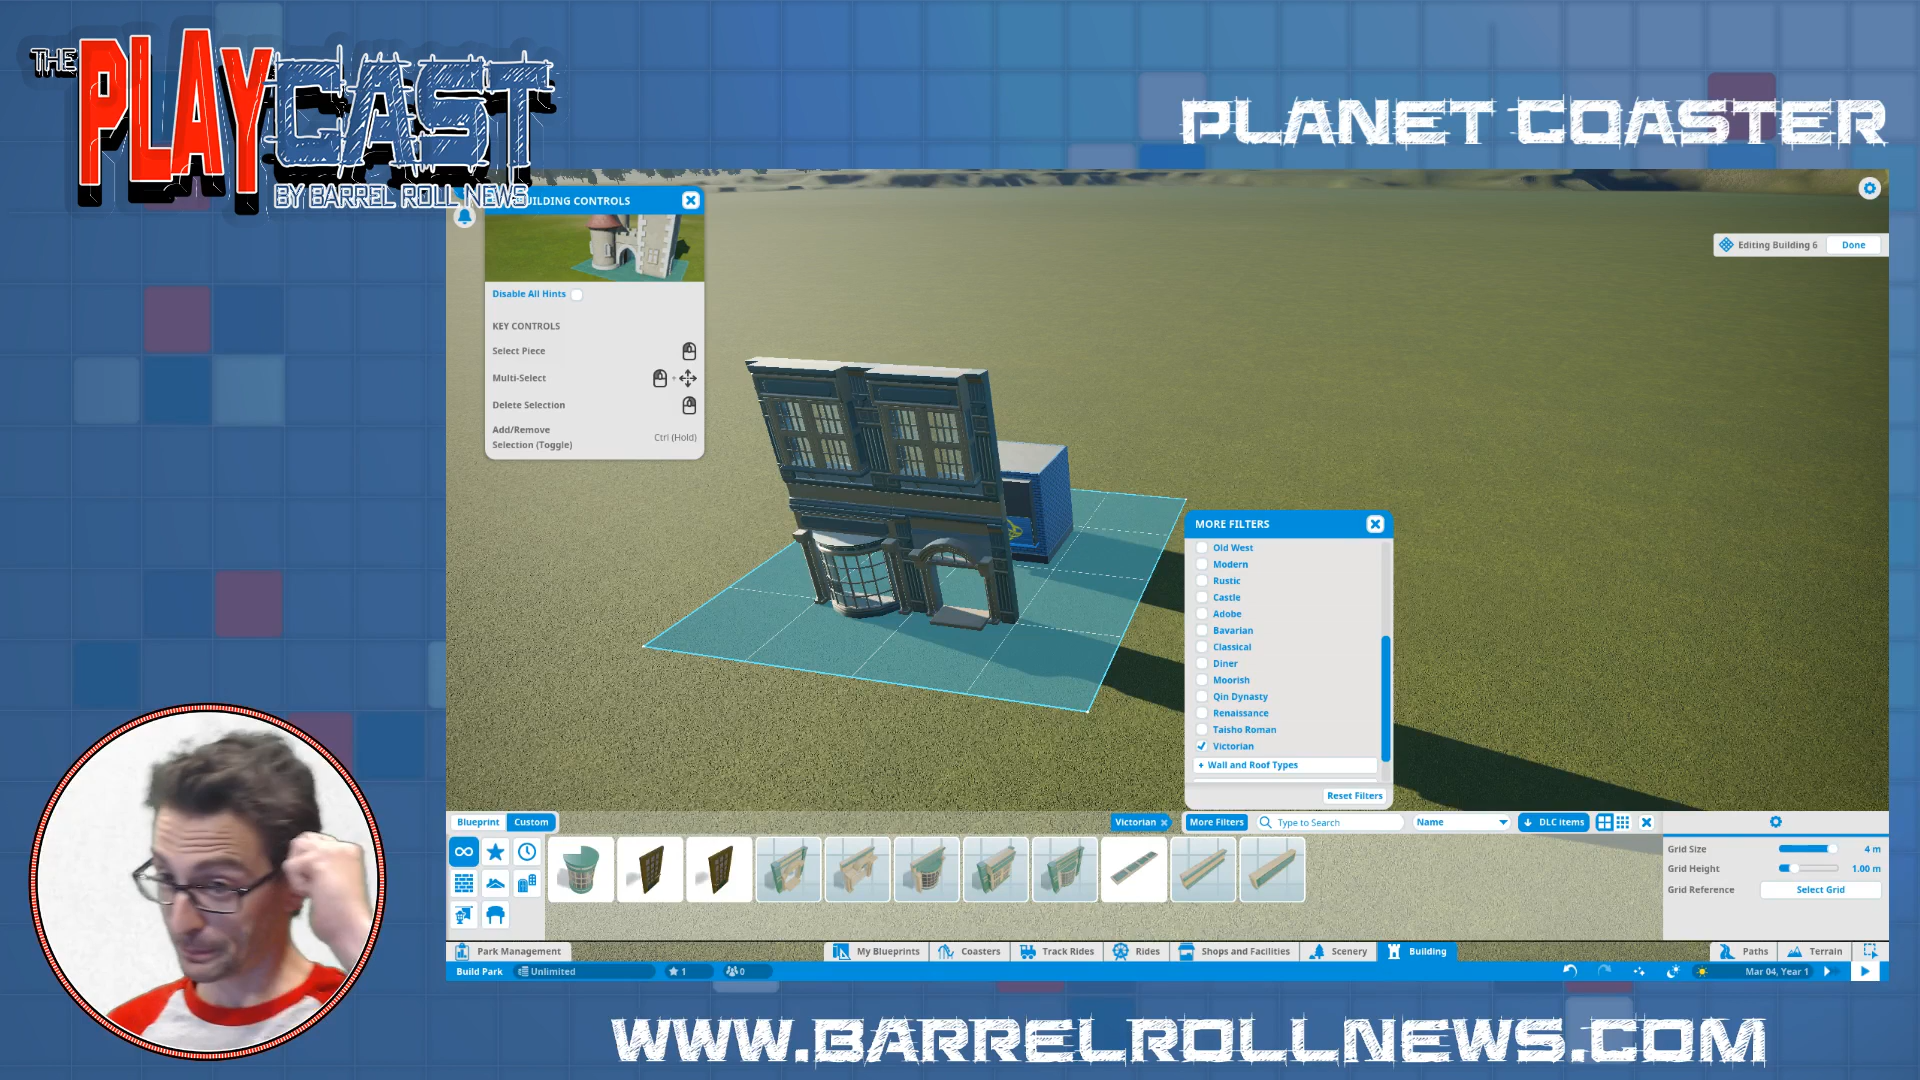 THE PLAYCAST
BY BARREL ROLL NEWS
PLANET COASTER
UILDING CONTROLS
Disable All Hints
KEY CONTROLS
Select Piece
Multi-Select
+
Delete Selection
Add/Remove
Selection (Toggle)
Ctrl (Hold)
Editing Building 6
Done
MORE FILTERS
Old West
Modern
Rustic
Castle
Adobe
Bavarian
Classical
Diner
Moorish
Qin Dynasty
Renaissance
Taisho Roman
Victorian
+ Wall and Roof Types
Reset Filters
Blueprint
Custom
Victorian
More Filters
Type to Search
Name
DLC items
Grid Size
4 m
Grid Height
1.00 m
Grid Reference
Select Grid
Park Management
My Blueprints
Coasters
Track Rides
Rides
Shops and Facilities
Scenery
Building
Paths
Terrain
Build Park
Unlimited
1
0
Mar 04, Year 1
WWW.BARRELROLLNEWS.COM